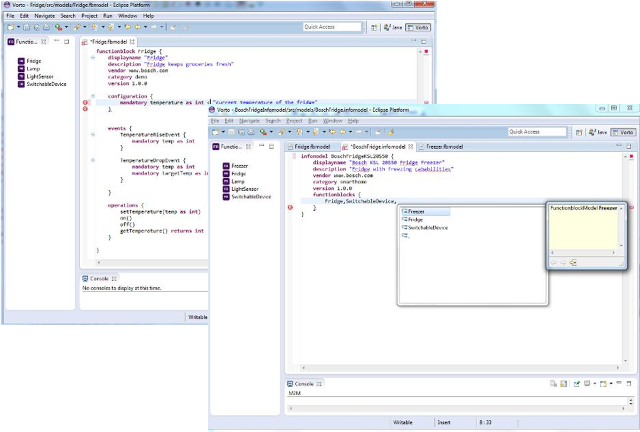 Vorto - Fridge/src/models/Fridge.fbmodel - Eclipse Platform
File Edit Navigate Search Project Run Window Help
Quick Access
Java Vorto
Function...
Fridge
Lamp
LightSensor
SwitchableDevice
*Fridge.fbmodel
functionblock Fridge {
displayname "Fridge"
description "Fridge keeps groceries fresh"
vendor www.bosch.com
category demo
version 1.0.0
configuration {
mandatory temperature as int "current temperature of the fridge"
}
events {
TemperatureRiseEvent {
mandatory temp as int
}
TemperatureDropEvent {
mandatory temp as int
mandatory targetTemp as in
}
}
operations {
setTemperature(temp as int)
on()
off()
getTemperature() returns int
}
}
Console
No consoles to display at this time.
Writable
Vorto - BoschFridgeInfomodel/src/models/BoschFridge.infomodel - Eclipse Platform
File Edit Navigate Search Project Run Window Help
Quick Access
Java Vorto
Functi...
Freezer
Fridge
Lamp
LightSensor
SwitchableDevice
Fridge.fbmodel
*BoschFridge.infomodel
Freezer.fbmodel
infomodel BoschFridgeKSL20S50 {
displayname "Bosch KSL 20S50 Fridge Freezer"
description "Fridge with freezing capabilities"
vendor www.bosch.com
category smarthome
version 1.0.0
functionblocks {
Fridge,SwitchableDevice,
}
}
Freezer
Fridge
SwitchableDevice
,
FunctionblockModel Freezer
Console
M2M
Writable
Insert
8 : 33